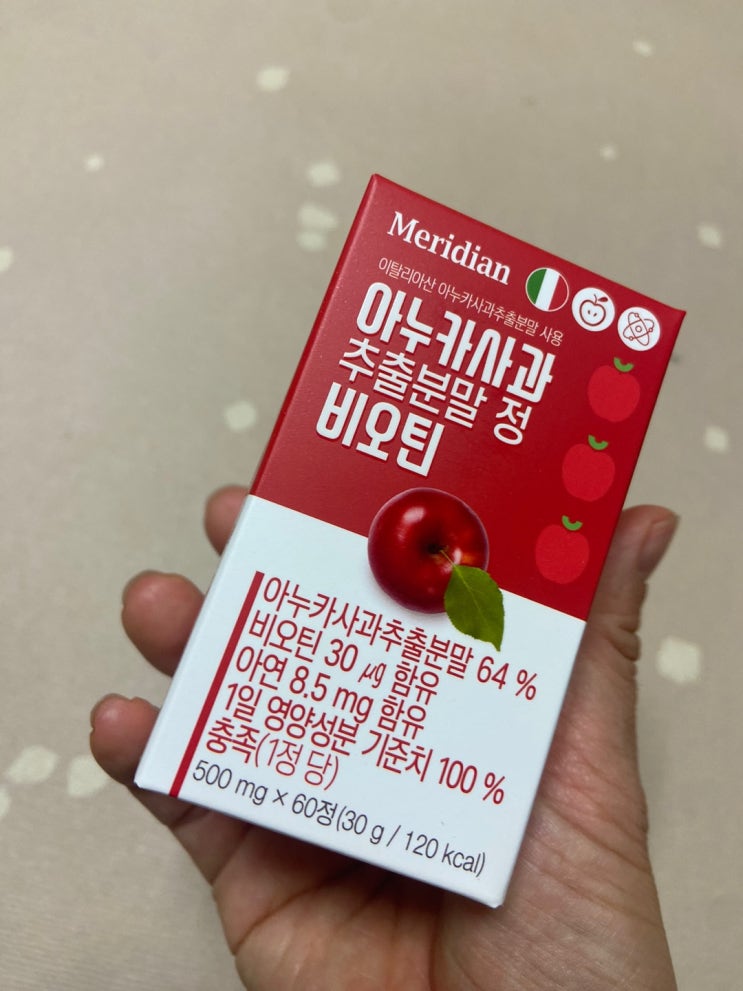 Meridian
이탈리아산 아누카사과추출분말 사용
아누카사과
추출분말 정
비오틴
아누카사과추출분말 64 %
비오틴 30 ㎍ 함유
아연 8.5 mg 함유
1일 영양성분 기준치 100 %
충족(1정 당)
500 mg × 60정(30 g / 120 kcal)